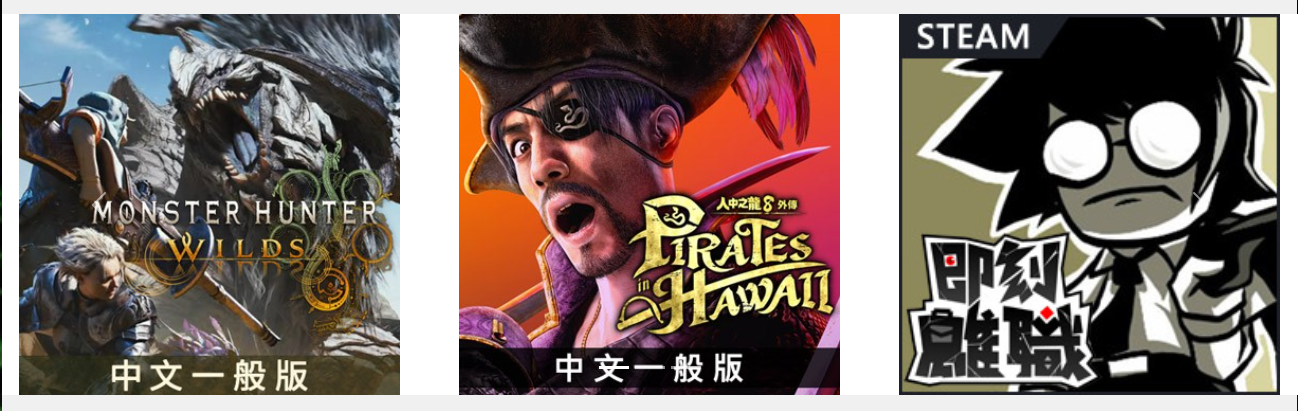 MONSTER HUNTER
WILDS
中文一般版
人中之龍8外傳
PIRATES
in
HAWAII
中文一般版
STEAM
即刻
離職